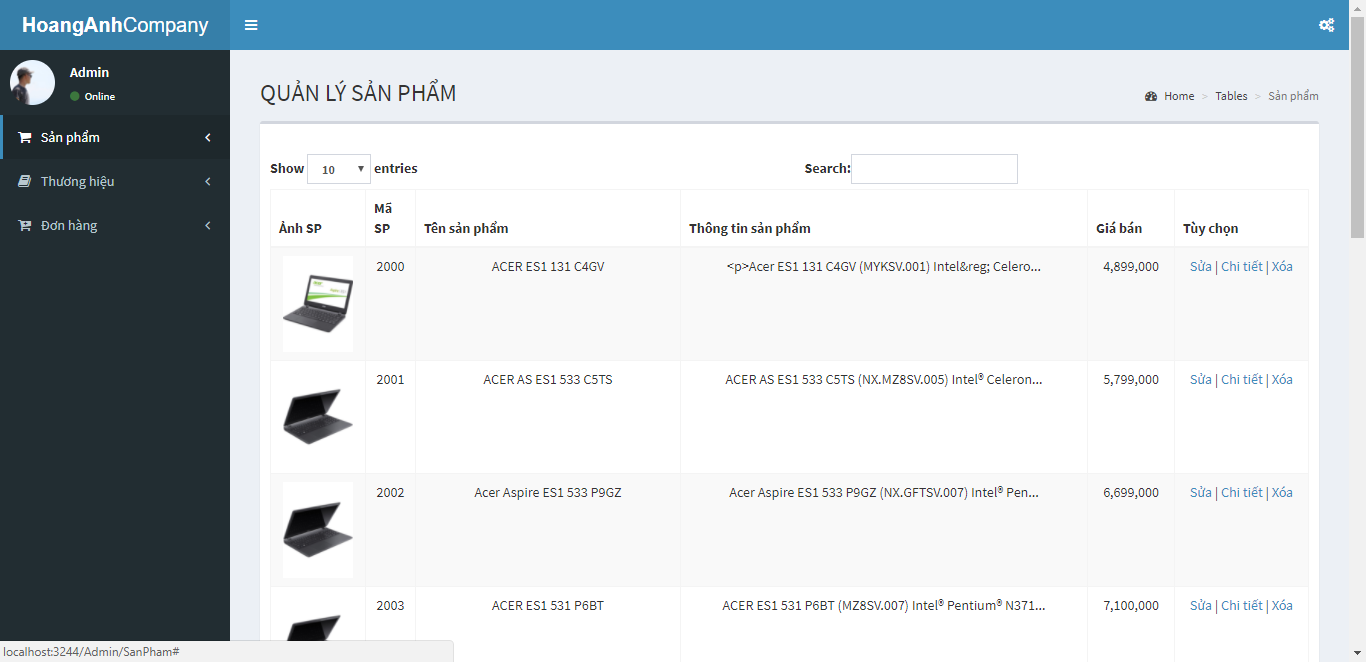 HoangAnhCompany
Admin
Online
Sản phẩm
Thương hiệu
Đơn hàng
QUẢN LÝ SẢN PHẨM
Home > Tables > Sản phẩm
Show 10 entries
Search:
Ảnh SP Mã SP Tên sản phẩm Thông tin sản phẩm Giá bán Tùy chọn
2000 ACER ES1 131 C4GV <p>Acer ES1 131 C4GV (MYKSV.001) Intel&reg; Celero... 4,899,000 Sửa | Chi tiết | Xóa
2001 ACER AS ES1 533 C5TS ACER AS ES1 533 C5TS (NX.MZ8SV.005) Intel® Celeron... 5,799,000 Sửa | Chi tiết | Xóa
2002 Acer Aspire ES1 533 P9GZ Acer Aspire ES1 533 P9GZ (NX.GFTSV.007) Intel® Pen... 6,699,000 Sửa | Chi tiết | Xóa
2003 ACER ES1 531 P6BT ACER ES1 531 P6BT (MZ8SV.007) Intel® Pentium® N371... 7,100,000 Sửa | Chi tiết | Xóa
localhost:3244/Admin/SanPham#